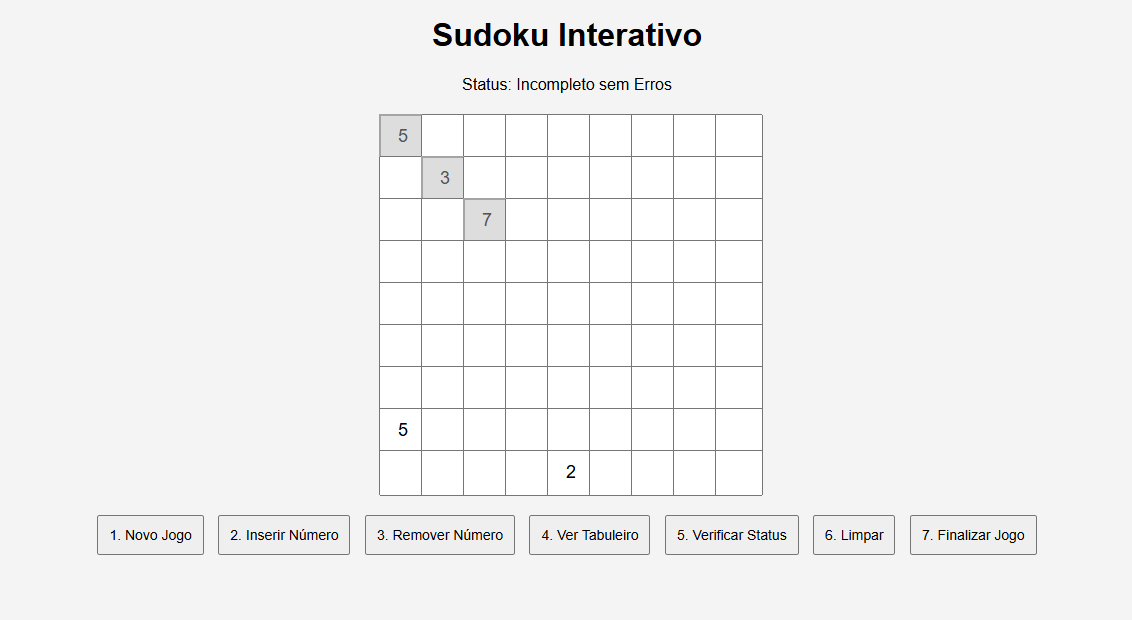 Sudoku Interativo
Status: Incompleto sem Erros
5
3
7
5
2
1. Novo Jogo 2. Inserir Número 3. Remover Número 4. Ver Tabuleiro 5. Verificar Status 6. Limpar 7. Finalizar Jogo